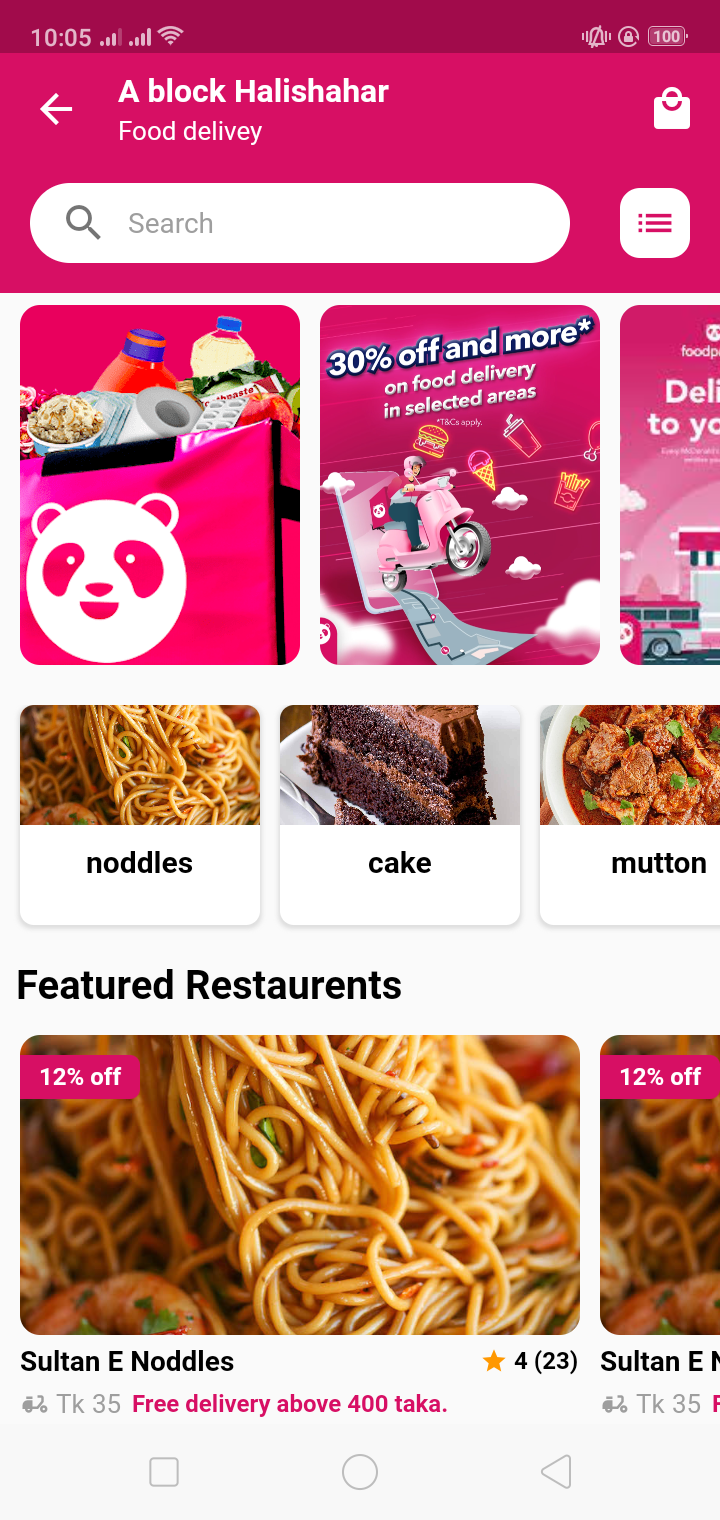 10:05
100
A block Halishahar
Food delivey
Search
30% off and more*
on food delivery
in selected areas
*T&Cs apply.
foodp
Deli
to yo
noddles
cake
mutton
Featured Restaurents
12% off
12% off
Sultan E Noddles
4 (23)
Sultan E N
Tk 35 Free delivery above 400 taka.
Tk 35 F